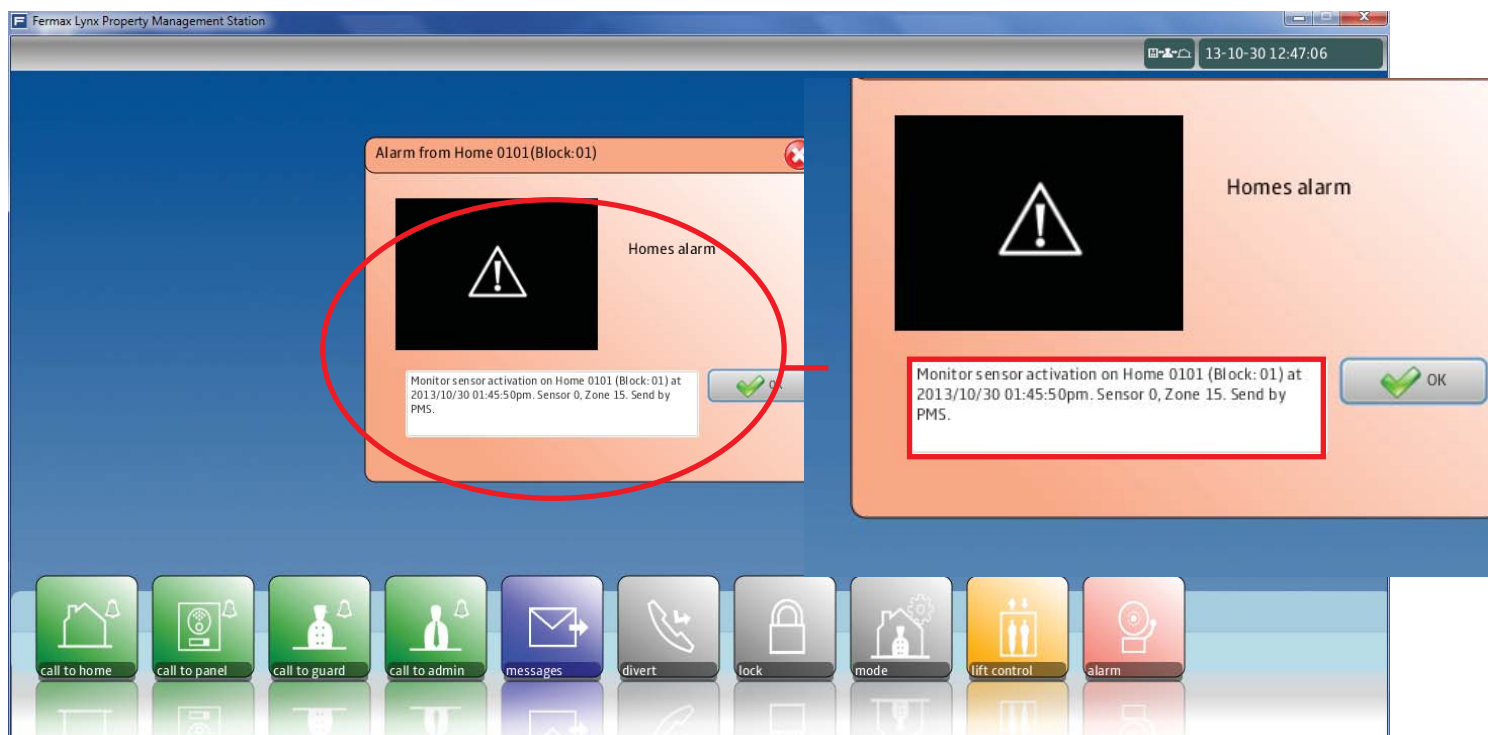 Fermax Lynx Property Management Station
13-10-30 12:47:06
Alarm from Home 0101(Block:01)
Homes alarm
Monitor sensor activation on Home 0101 (Block: 01) at
2013/10/30 01:45:50pm. Sensor 0, Zone 15. Send by
PMS.
OK
Homes alarm
Monitor sensor activation on Home 0101 (Block: 01) at
2013/10/30 01:45:50pm. Sensor 0, Zone 15. Send by
PMS.
OK
call to home
call to panel
call to guard
call to admin
messages
divert
lock
mode
lift control
alarm